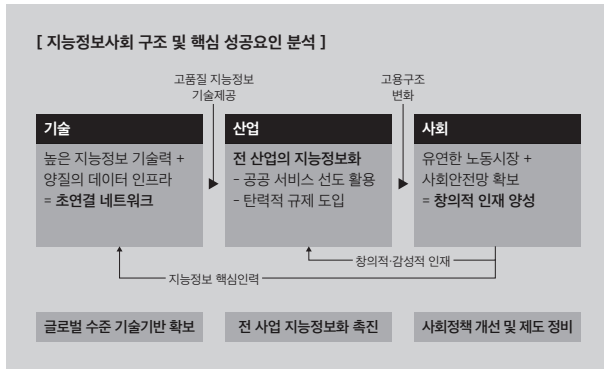 [ 지능정보사회 구조 및 핵심 성공요인 분석 ]
고품질 지능정보
기술제공
고용구조
변화
기술
높은 지능정보 기술력 +
양질의 데이터 인프라
= 초연결 네트워크
산업
전 산업의 지능정보화
- 공공 서비스 선도 활용
- 탄력적 규제 도입
사회
유연한 노동시장 +
사회안전망 확보
= 창의적 인재 양성
창의적·감성적 인재
지능정보 핵심인력
글로벌 수준 기술기반 확보
전 사업 지능정보화 촉진
사회정책 개선 및 제도 정비